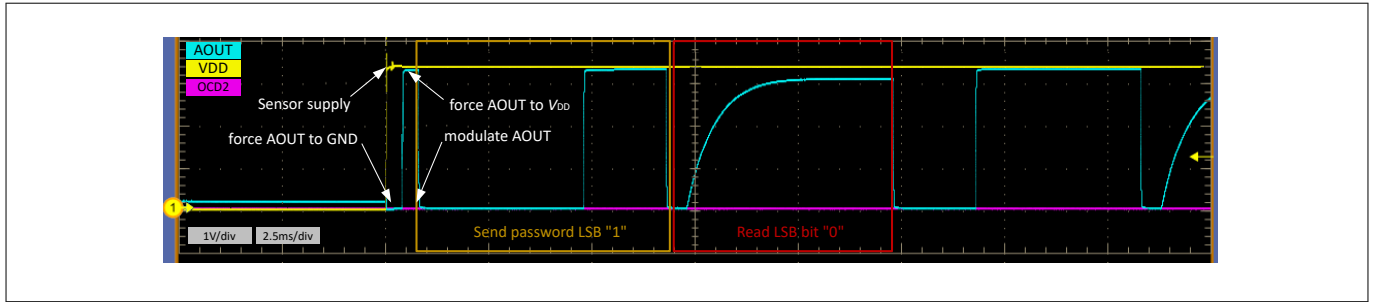 AOUT
VDD
OCD2
Sensor supply
force AOUT to VDD
force AOUT to GND
modulate AOUT
1
1V/div
2.5ms/div
Send password LSB "1"
Read LSB bit "0"